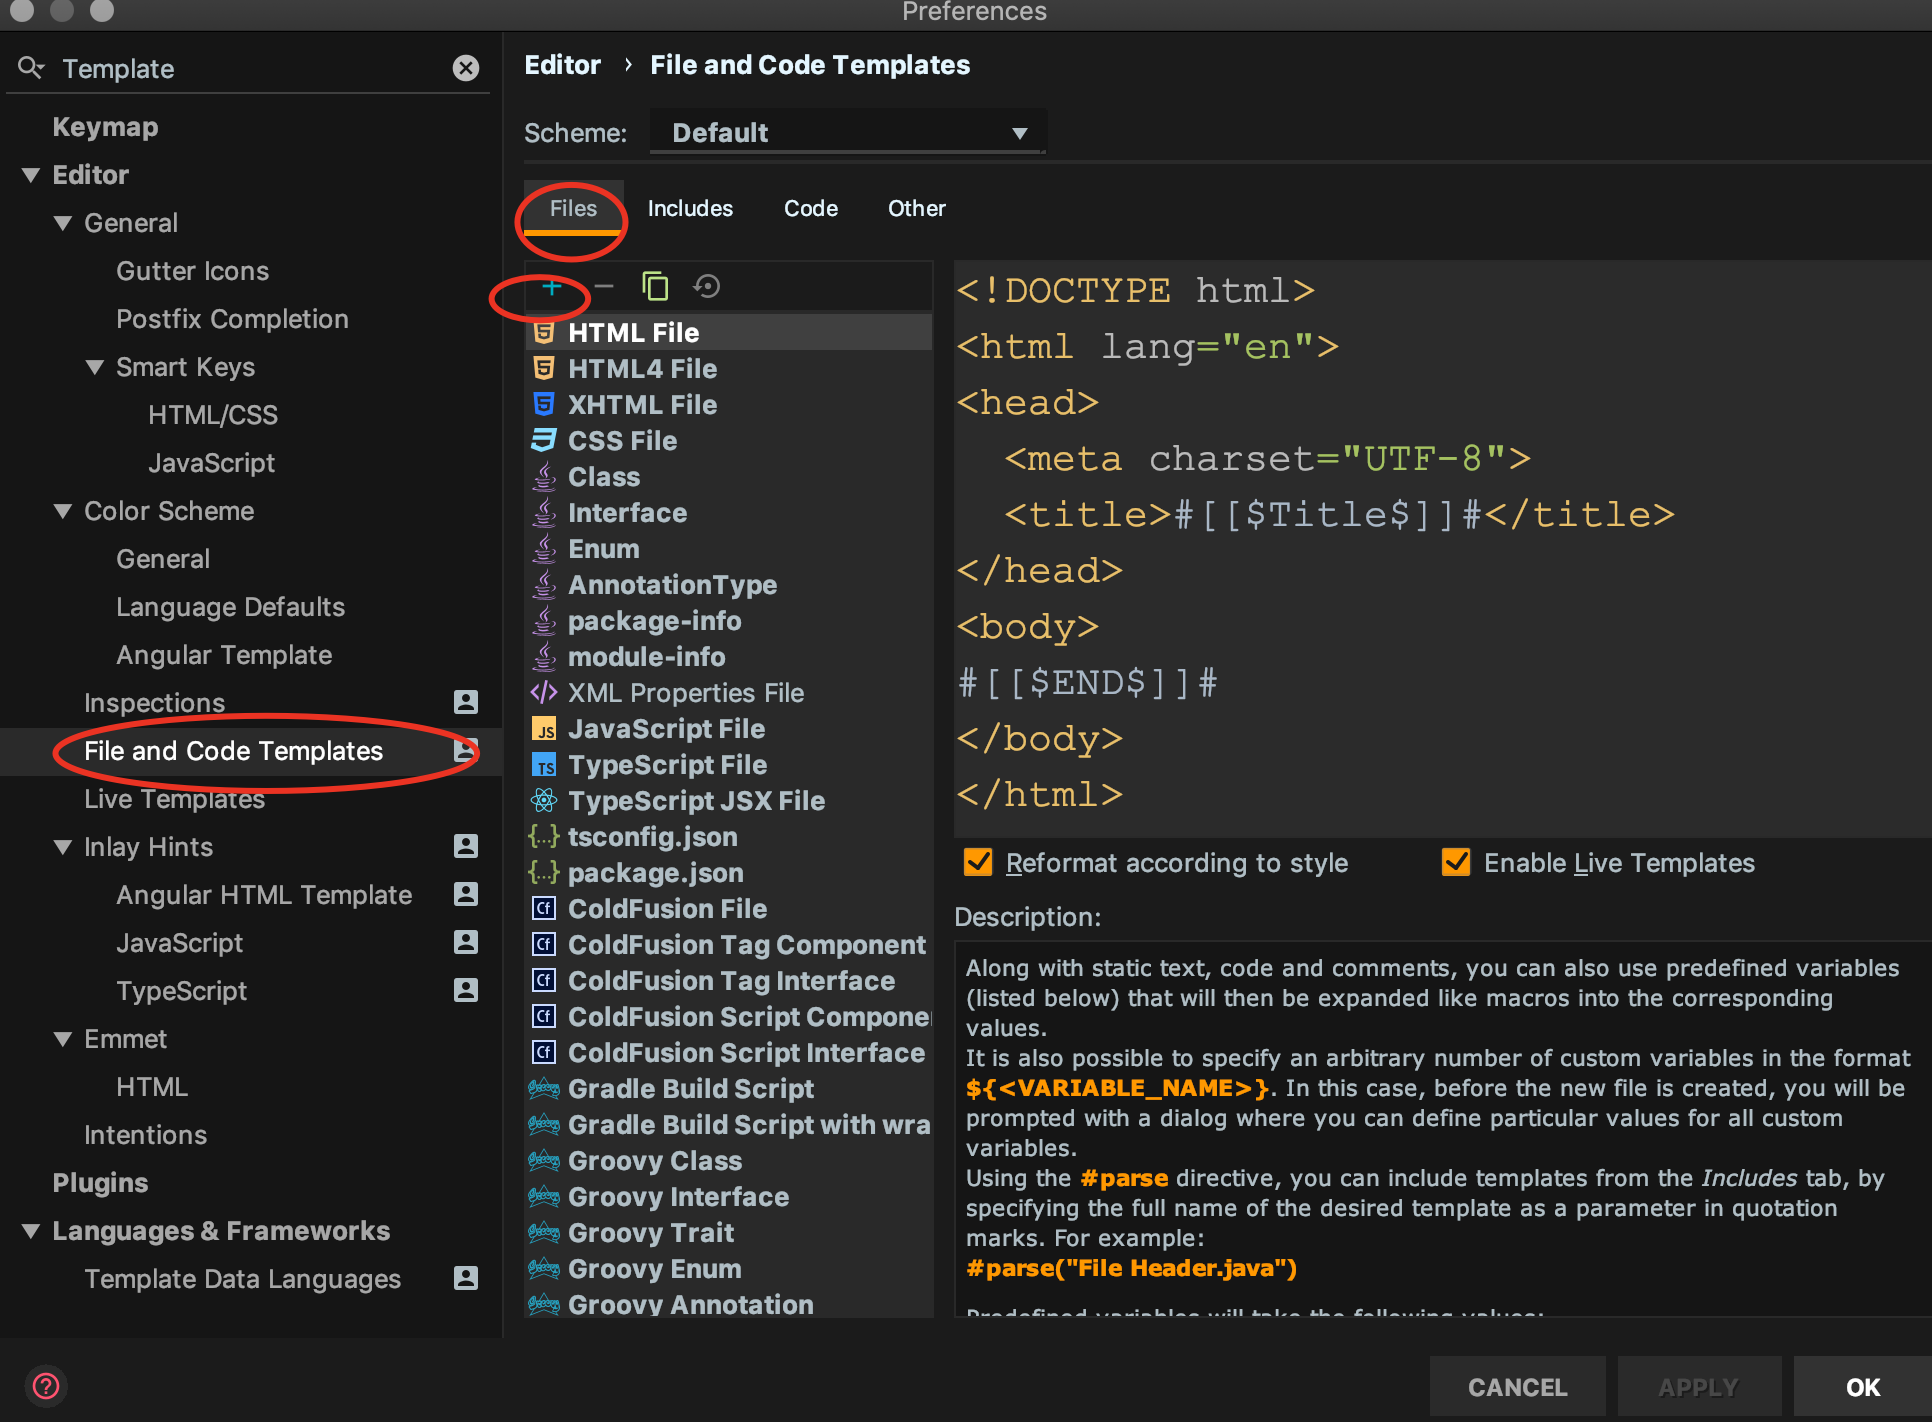 Preferences
Template
Keymap
Editor
General
Gutter Icons
Postfix Completion
Smart Keys
HTML/CSS
JavaScript
Color Scheme
General
Language Defaults
Angular Template
Inspections
File and Code Templates
Live Templates
Inlay Hints
Angular HTML Template
JavaScript
TypeScript
Emmet
HTML
Intentions
Plugins
Languages & Frameworks
Template Data Languages
Editor › File and Code Templates
Scheme: Default
Files Includes Code Other
HTML File
HTML4 File
XHTML File
CSS File
Class
Interface
Enum
AnnotationType
package-info
module-info
XML Properties File
JavaScript File
TypeScript File
TypeScript JSX File
tsconfig.json
package.json
ColdFusion File
ColdFusion Tag Component
ColdFusion Tag Interface
ColdFusion Script Compone
ColdFusion Script Interface
Gradle Build Script
Gradle Build Script with wra
Groovy Class
Groovy Interface
Groovy Trait
Groovy Enum
Groovy Annotation
<!DOCTYPE html>
<html lang="en">
<head>
  <meta charset="UTF-8">
  <title>#[[$Title$]]#</title>
</head>
<body>
#[[$END$]]#
</body>
</html>
Reformat according to style Enable Live Templates
Description:
Along with static text, code and comments, you can also use predefined variables
(listed below) that will then be expanded like macros into the corresponding
values.
It is also possible to specify an arbitrary number of custom variables in the format
${<VARIABLE_NAME>}. In this case, before the new file is created, you will be
prompted with a dialog where you can define particular values for all custom
variables.
Using the #parse directive, you can include templates from the Includes tab, by
specifying the full name of the desired template as a parameter in quotation
marks. For example:
#parse("File Header.java")
Predefined variables will take the following values:
CANCEL APPLY OK